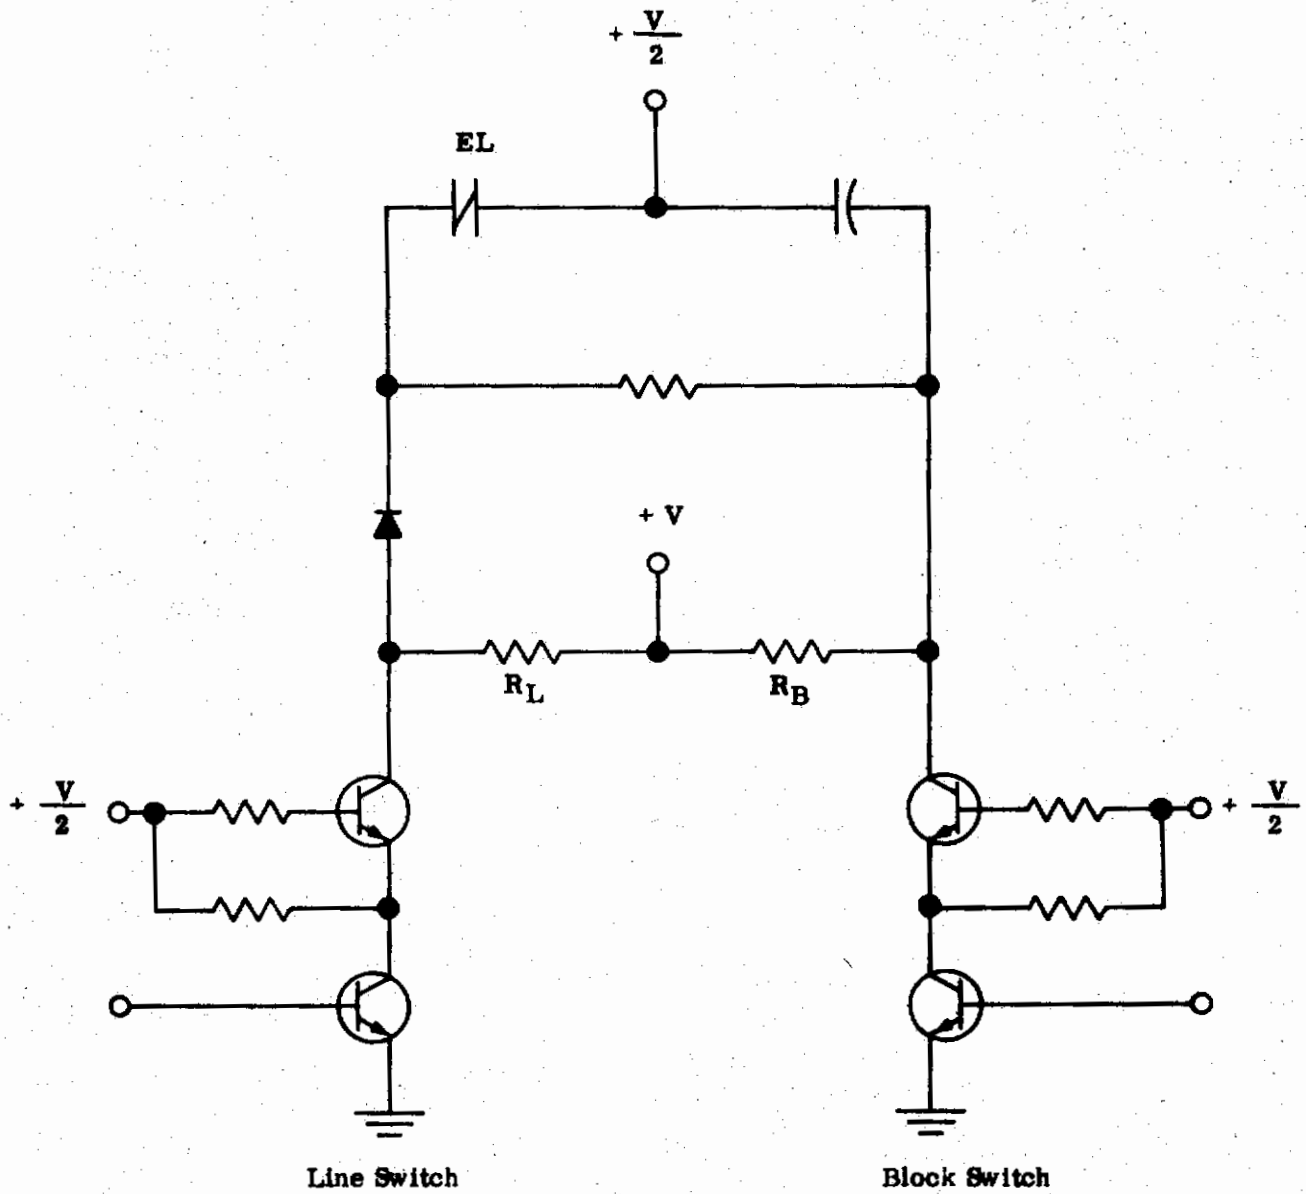 + V/2
EL
+ V
R_L
R_B
+ V/2
+ V/2
Line Switch
Block Switch